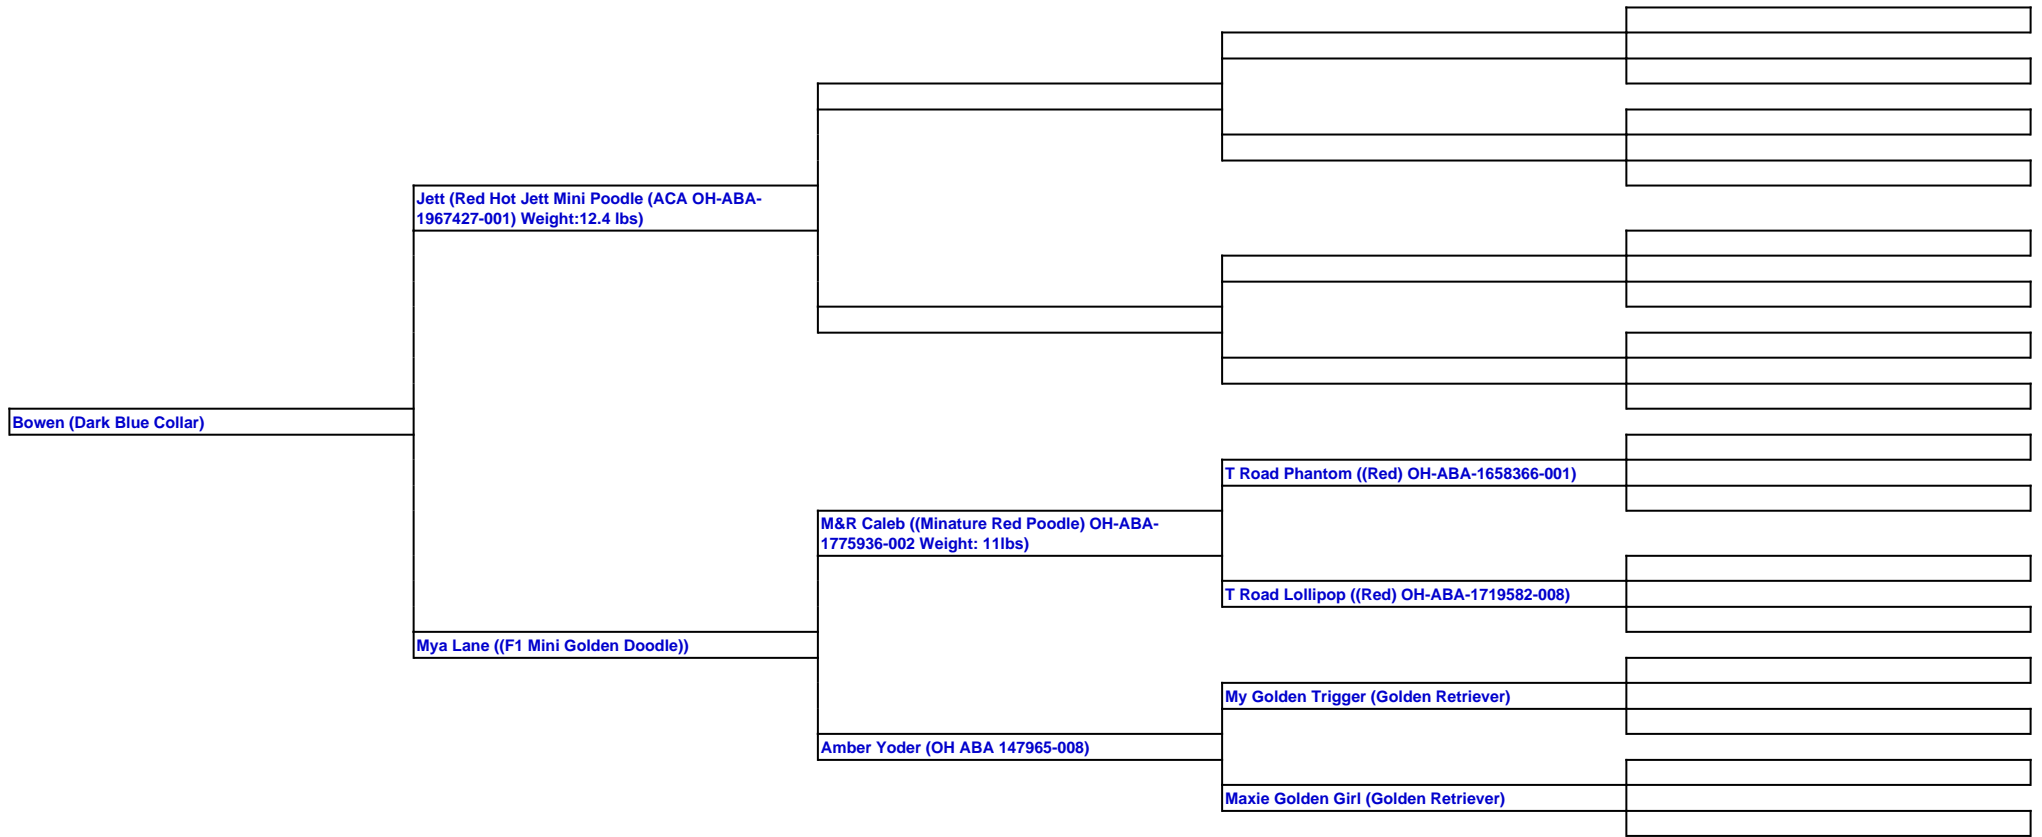 Jett (Red Hot Jett Mini Poodle (ACA OH-ABA-
1967427-001) Weight:12.4 lbs)
Bowen (Dark Blue Collar)
T Road Phantom ((Red) OH-ABA-1658366-001)
M&R Caleb ((Minature Red Poodle) OH-ABA-
1775936-002 Weight: 11lbs)
T Road Lollipop ((Red) OH-ABA-1719582-008)
Mya Lane ((F1 Mini Golden Doodle))
My Golden Trigger (Golden Retriever)
Amber Yoder (OH ABA 147965-008)
Maxie Golden Girl (Golden Retriever)